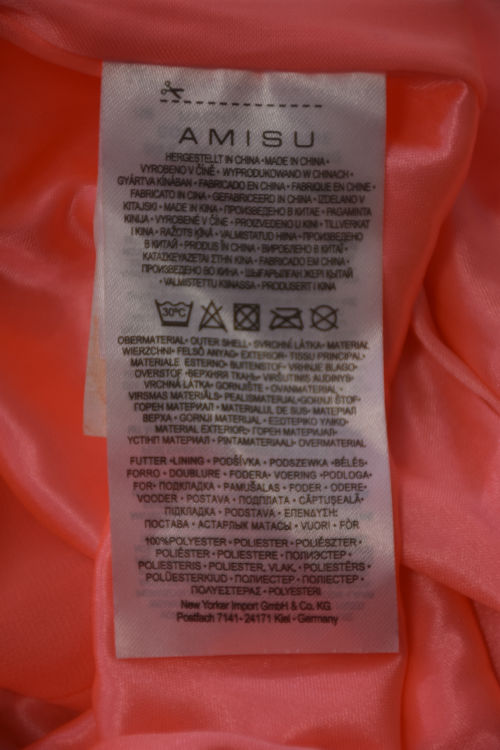 AMISU
HERGESTELLT IN CHINA • MADE IN CHINA •
VYROBENO V ČÍNĚ • WYPRODUKOWANO W CHINACH •
GYÁRTVA KÍNÁBAN • FABRICADO EN CHINA • FABRIQUE EN CHINE •
FABRICATO IN CINA • GEFABRICEERD IN CHINA • IZDELANO V
KITAJSKI • MADE IN KINA • ПРОИЗВЕДЕНО В КИТАЕ • PAGAMINTA
KINIJA • VYROBENÉ V ČÍNE • PROIZVEDENO U KINI • TILLVERKAT
I KINA • RAŽOTS ĶĪNĀ • VALMISTATUD HIINA • ПРОИЗВЕДЕНО
В КИТАЙ • PRODUS ÎN CHINA • ВИРОБЛЕНО В КИТАЇ •
ΚΑΤΑΣΚΕΥΑΖΕΤΑΙ ΣΤΗΝ ΚΙΝΑ • FABRICADO EM CHINA •
ПРОИЗВЕДЕНО ВО КИНА • ШЫҒАРЫЛҒАН ЖЕРІ ҚЫТАЙ
• VALMISTETTU KIINASSA • PRODUSERT I KINA
30°C
OBERMATERIAL • OUTER SHELL • SVRCHNÍ LÁTKA • MATERIAŁ
WIERZCHNI • FELSŐ ANYAG • EXTERIOR • TISSU PRINCIPAL •
MATERIALE ESTERNO • BUITENSTOF • VRHNJE BLAGO •
OVERSTOF • ВЕРХНЯЯ ТКАНЬ • VIRŠUTINIS AUDINYS •
VRCHNÁ LÁTKA • GORNJIŠTE • OVANMATERIAL •
VIRSMAS MATERIĀLS • PEALISMATERJAL • GORNJI ŠTOF •
ГОРЕН МАТЕРИАЛ • MATERIALUL DE SUS • МАТЕРІАЛ
ВЕРХА • GORNJI MATERIJAL • ΕΞΩΤΕΡΙΚΟ ΥΛΙΚΟ •
MATERIAL EXTERIOR • ГОРЕН МАТЕРИЈАЛ •
ҮСТІҢГІ МАТЕРИАЛ • PINTAMATERIAALI • OVERMATERIAL
FUTTER • LINING • PODŠÍVKA • PODSZEWKA • BÉLÉS •
FORRO • DOUBLURE • FODERA • VOERING • PODLOGA •
FOR • ПОДКЛАДКА • PAMUŠALAS • FODER • ODERE •
VOODER • POSTAVA • ПОДПЛАТА • CĂPTUȘEALĂ •
ПІДКЛАДКА • PODSTAVA • ΕΠΕΝΔΥΣΗ •
ПОСТАВА • АСТАРЛЫҚ МАТАСЫ • VUORI • FÔR
100%POLYESTER • POLIESTER • POLIÉSZTER •
POLIÉSTER • POLIESTERE • ПОЛИЭСТЕР •
POLIESTERIS • POLIESTER, VLAK. • POLIESTĒRS •
POLÜESTERKIUD • ПОЛИЕСТЕР • ПОЛІЕСТЕР •
ΠΟΛΥΕΣΤΕΡΑΣ • POLYESTERI
New Yorker Import GmbH & Co. KG
Postfach 7141 - 24171 Kiel - Germany